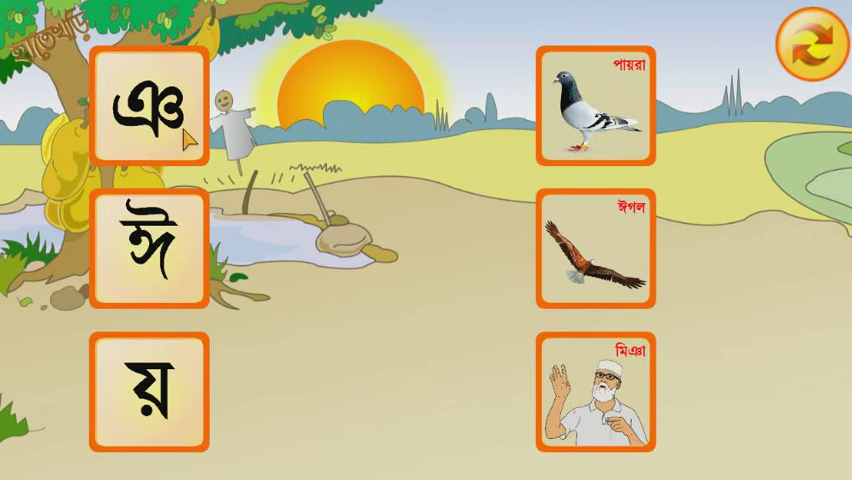 হাতেখড়ি
ঞ
পায়রা
ঈ
ঈগল
য়
মিঞা